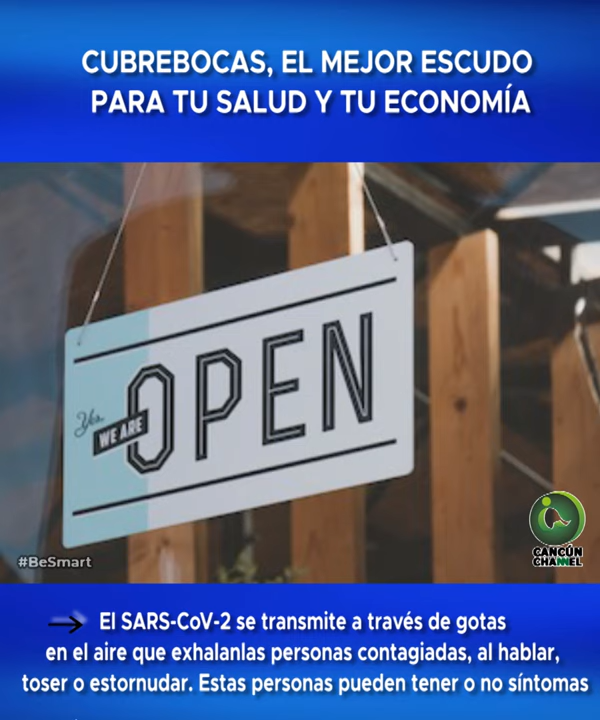 CUBREBOCAS, EL MEJOR ESCUDO
PARA TU SALUD Y TU ECONOMÍA
Yes,
WE ARE
OPEN
#BeSmart
CANCÚN
CHANNEL
El SARS-CoV-2 se transmite a través de gotas
en el aire que exhalanlas personas contagiadas, al hablar,
toser o estornudar. Estas personas pueden tener o no síntomas